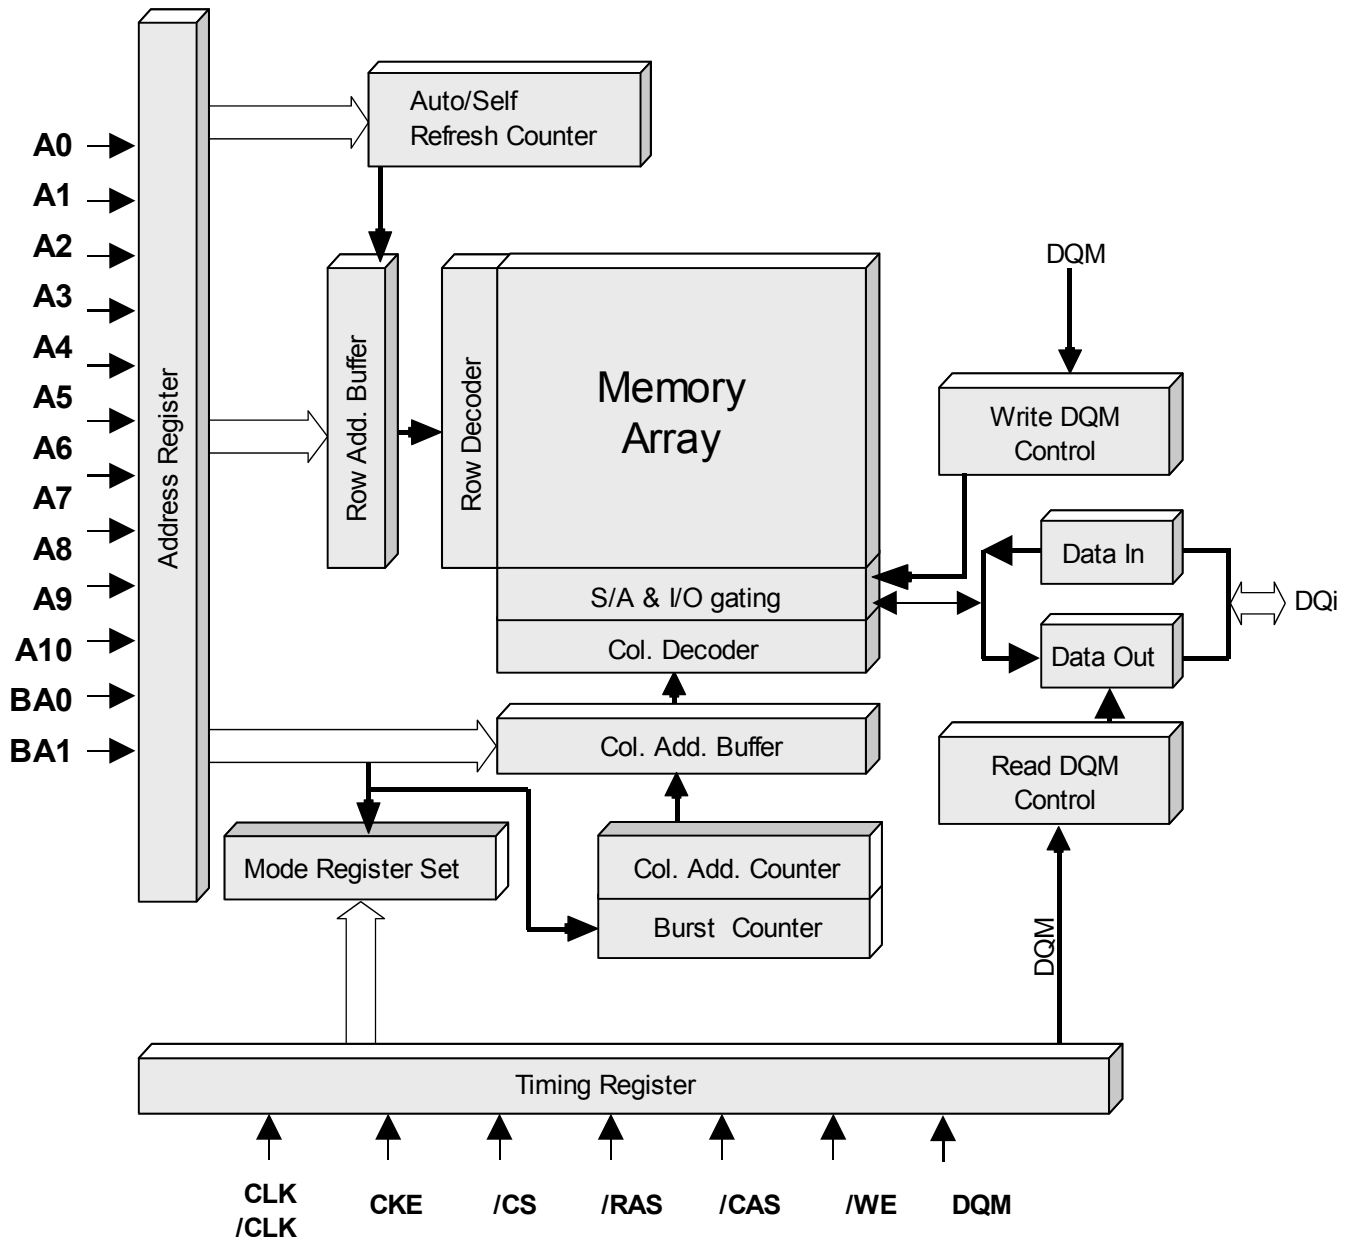 Auto/Self
Refresh Counter
A0
A1
A2
A3
A4
A5
A6
A7
A8
A9
A10
BA0
BA1
Address Register
Row Add. Buffer
Row Decoder
Memory
Array
DQM
Write DQM
Control
Data In
S/A & I/O gating
DQi
Col. Decoder
Data Out
Col. Add. Buffer
Read DQM
Control
Mode Register Set
Col. Add. Counter
Burst Counter
DQM
Timing Register
CLK
/CLK
CKE
/CS
/RAS
/CAS
/WE
DQM